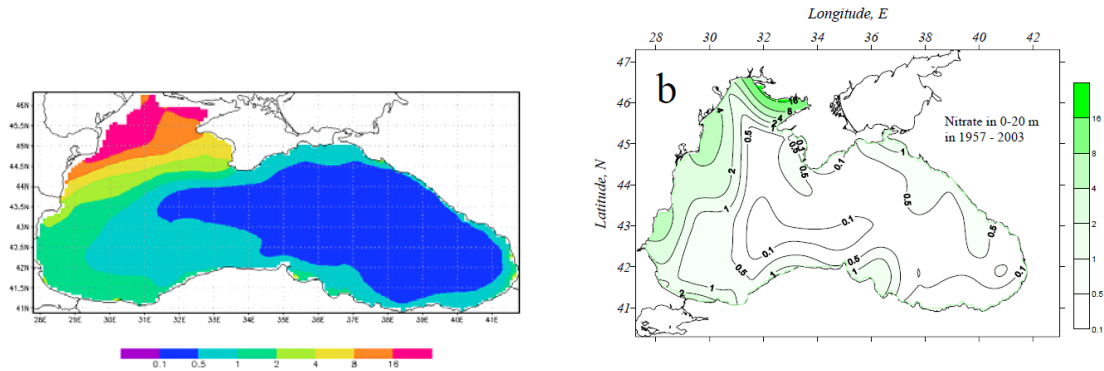 46N
45.5N
45N
44.5N
44N
43.5N
43N
42.5N
42N
41.5N
41N
28E 29E 30E 31E 32E 33E 34E 35E 36E 37E 38E 39E 40E 41E
0.1 0.5 1 2 4 8 16
Longitude, E
28 30 32 34 36 38 40 42
Latitude, N
47
46
45
44
43
42
41
b
Nitrate in 0-20 m
in 1957 - 2003
16
8
4
2
1
0.5
0.1